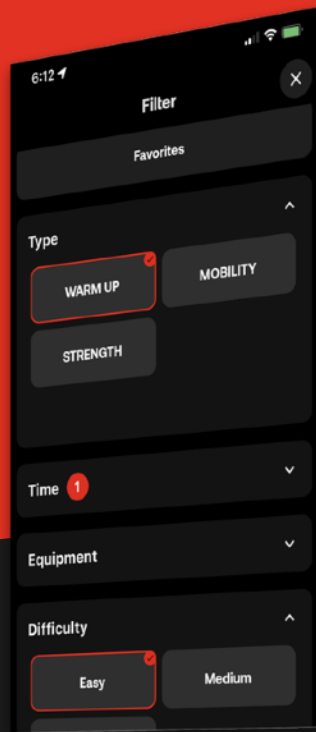 6:12
Filter
Favorites
Type
WARM UP
MOBILITY
STRENGTH
Time 1
Equipment
Difficulty
Easy
Medium